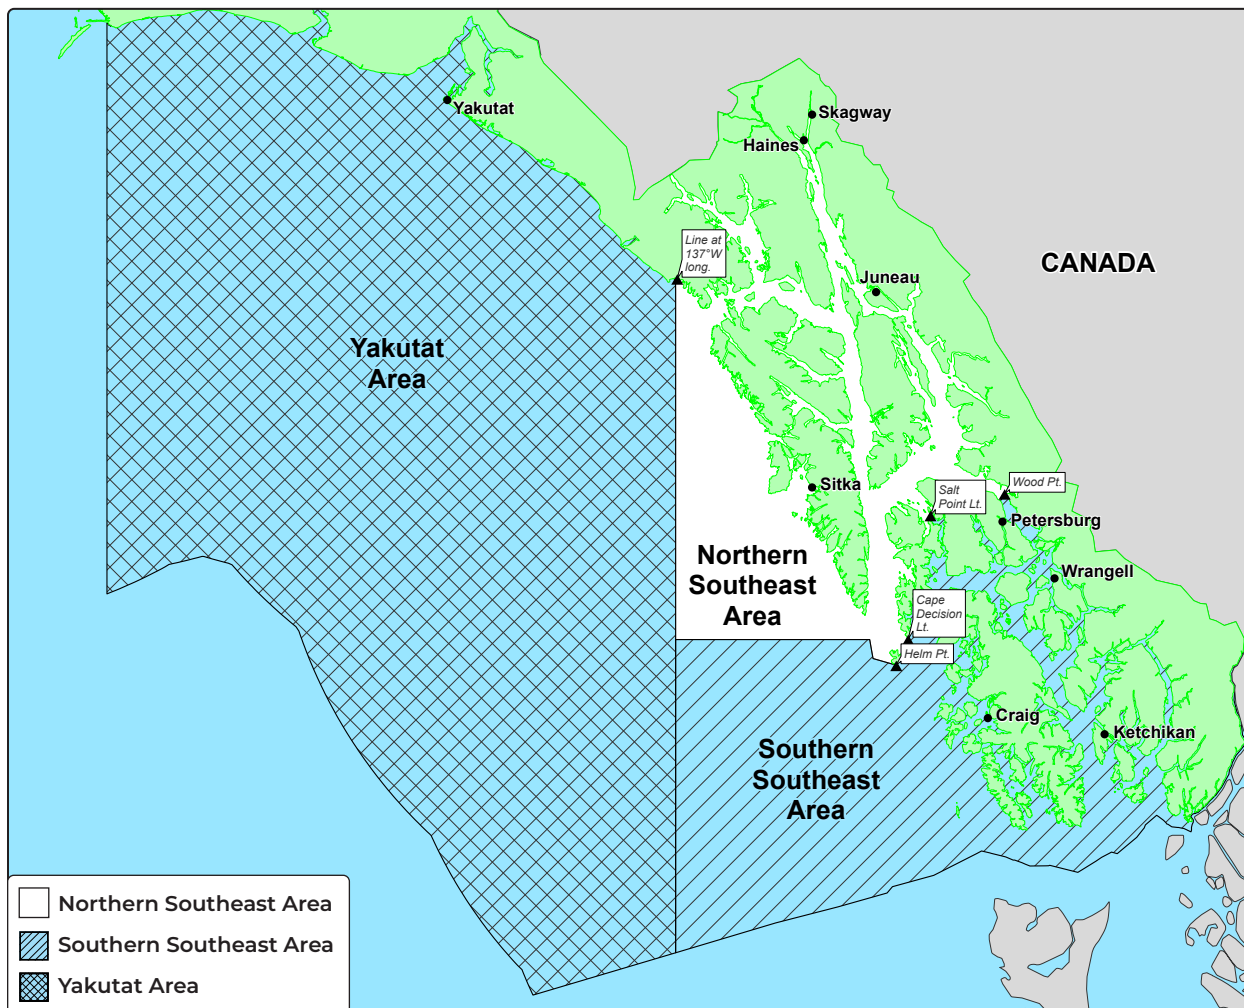 Yakutat
Skagway
Haines
Line at
137°W
long.
CANADA
Juneau
Yakutat
Area
Sitka
Salt
Point Lt.
Wood Pt.
Petersburg
Northern
Southeast
Area
Wrangell
Cape
Decision
Lt.
Helm Pt.
Craig
Ketchikan
Southern
Southeast
Area
Northern Southeast Area
Southern Southeast Area
Yakutat Area